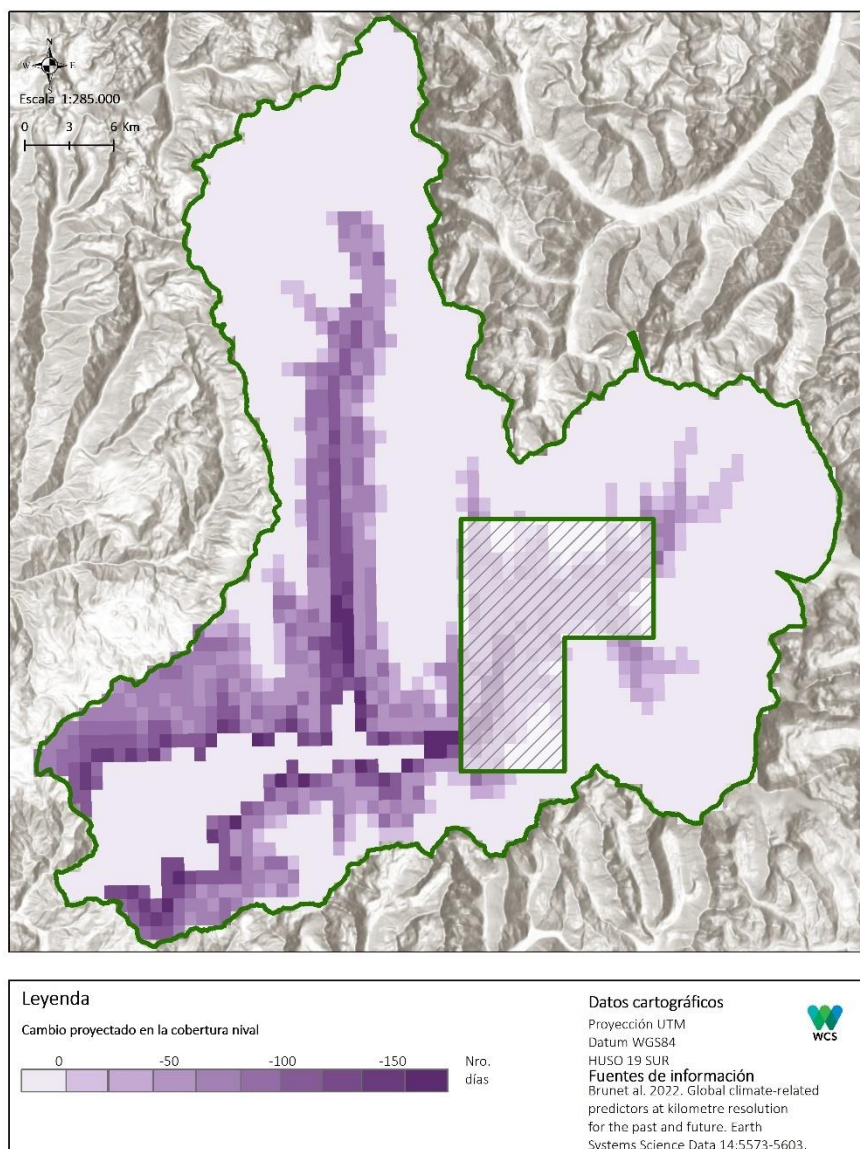 N
W E
S
Escala 1:285.000
0 3 6 Km
Leyenda
Cambio proyectado en la cobertura nival
0 -50 -100 -150 Nro.
días
Datos cartográficos
Proyección UTM
Datum WGS84
HUSO 19 SUR
Fuentes de información
Brunet al. 2022. Global climate-related
predictors at kilometre resolution
for the past and future. Earth
Systems Science Data 14:5573-5603.
WCS